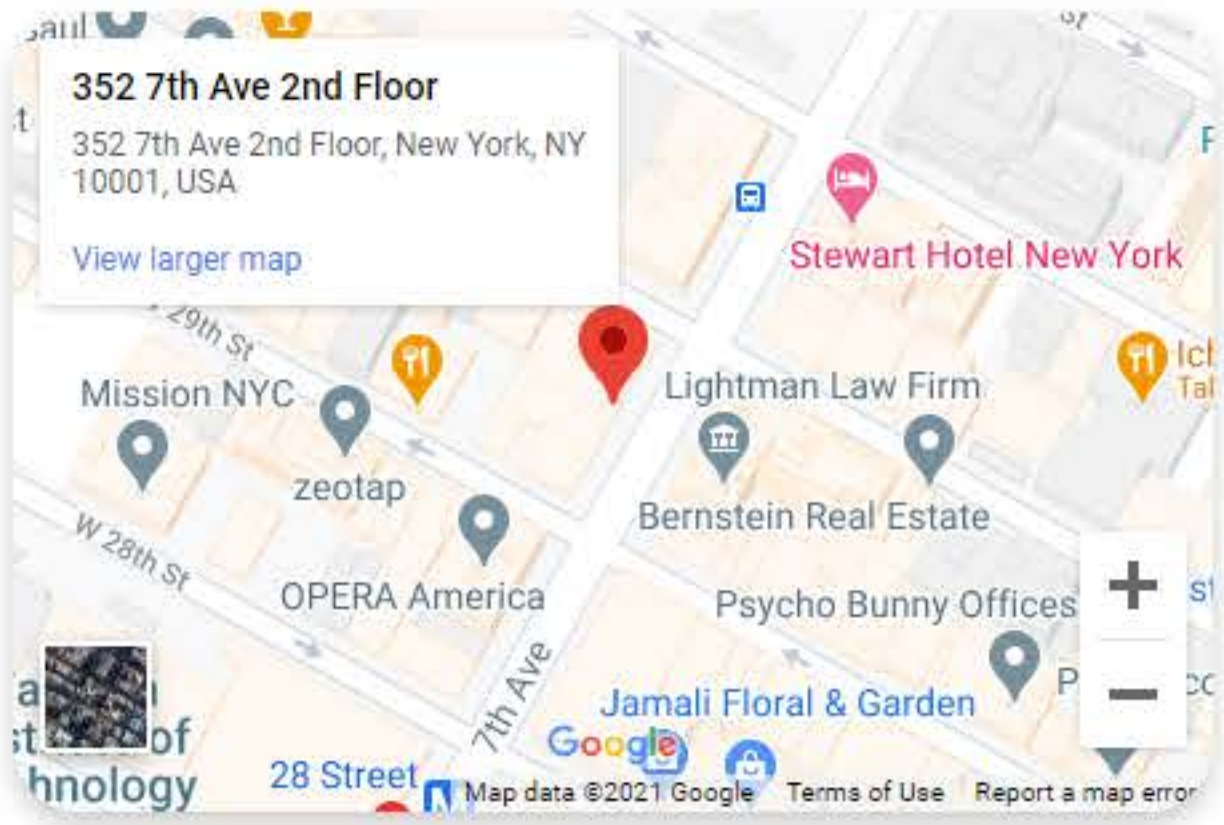 352 7th Ave 2nd Floor
352 7th Ave 2nd Floor, New York, NY
10001, USA
View larger map
St
Stewart Hotel New York
29th St
Mission NYC
Lightman Law Firm
zeotap
Bernstein Real Estate
W 28th St
OPERA America
Psycho Bunny Offices
7th Ave
Jamali Floral & Garden
Google
28 Street
Map data ©2021 Google
Terms of Use
Report a map error